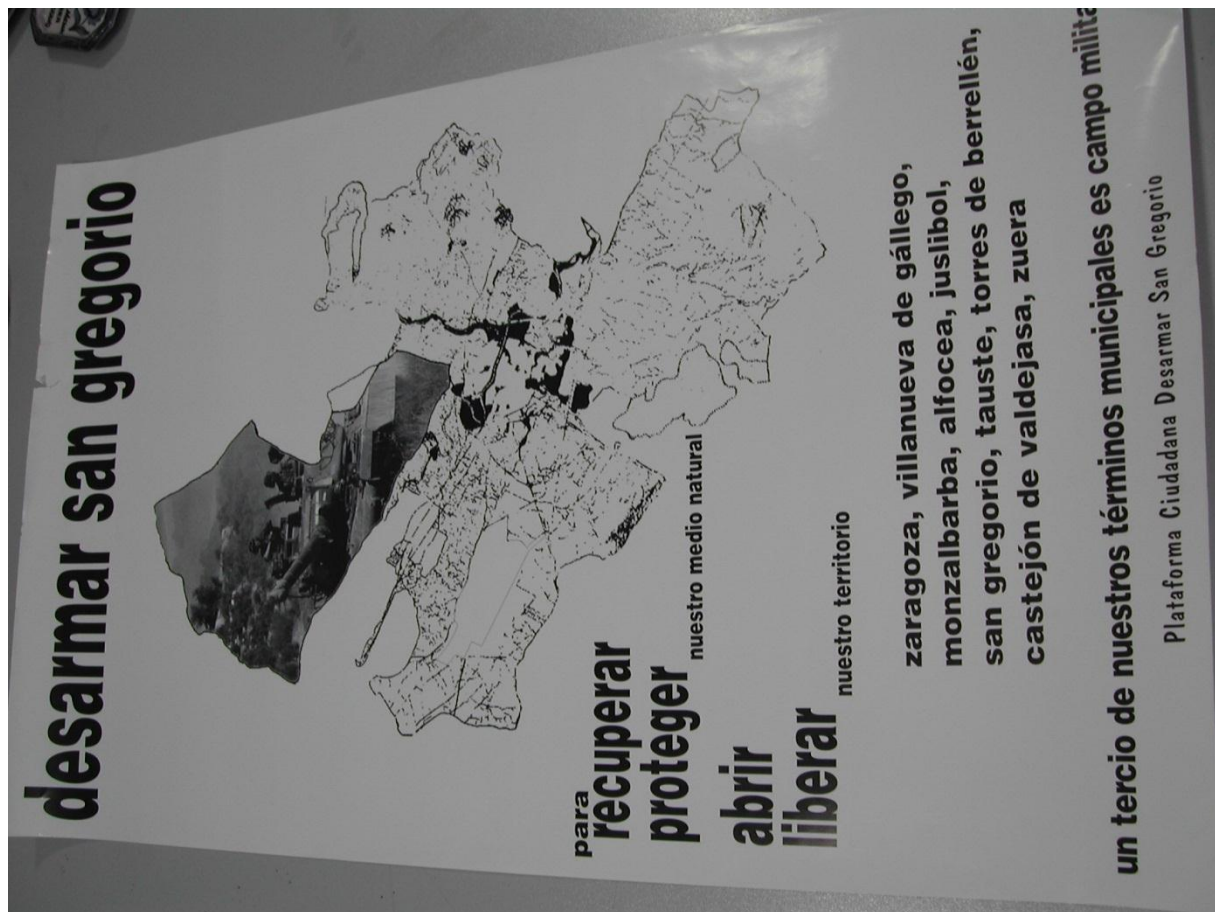 desarmar san gregorio
para
recuperar
proteger
nuestro medio natural
abrir
liberar
nuestro territorio
zaragoza, villanueva de gállego,
monzalbarba, alfocea, juslibol,
san gregorio, tauste, torres de berrellén,
castejón de valdejasa, zuera
un tercio de nuestros términos municipales es campo milita
Plataforma Ciudadana Desarmar San Gregorio